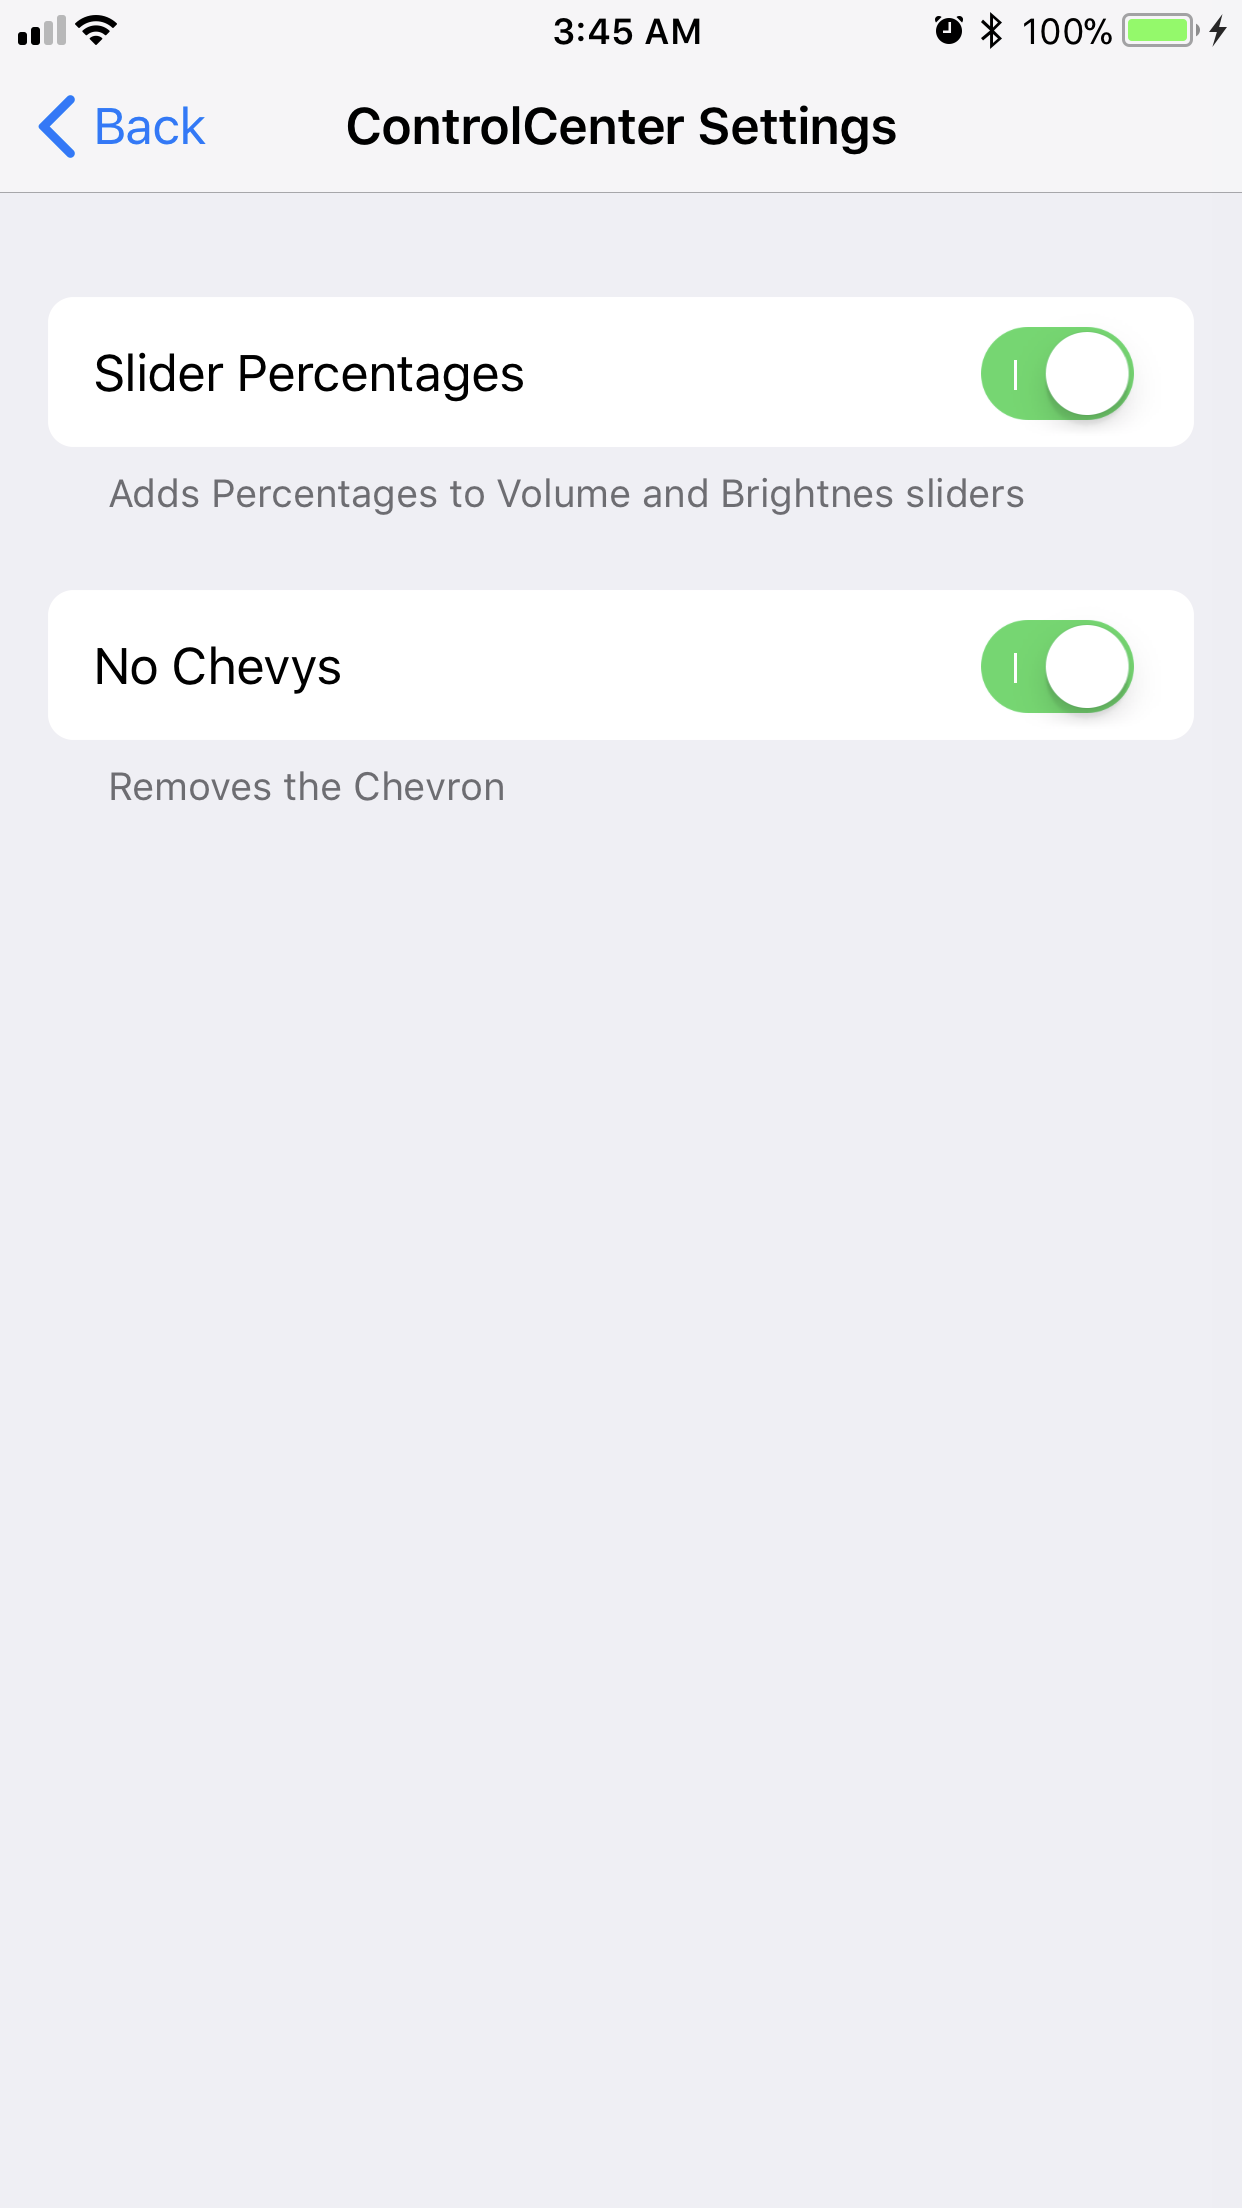 3:45 AM
100%
Back
ControlCenter Settings
Slider Percentages
Adds Percentages to Volume and Brightnes sliders
No Chevys
Removes the Chevron